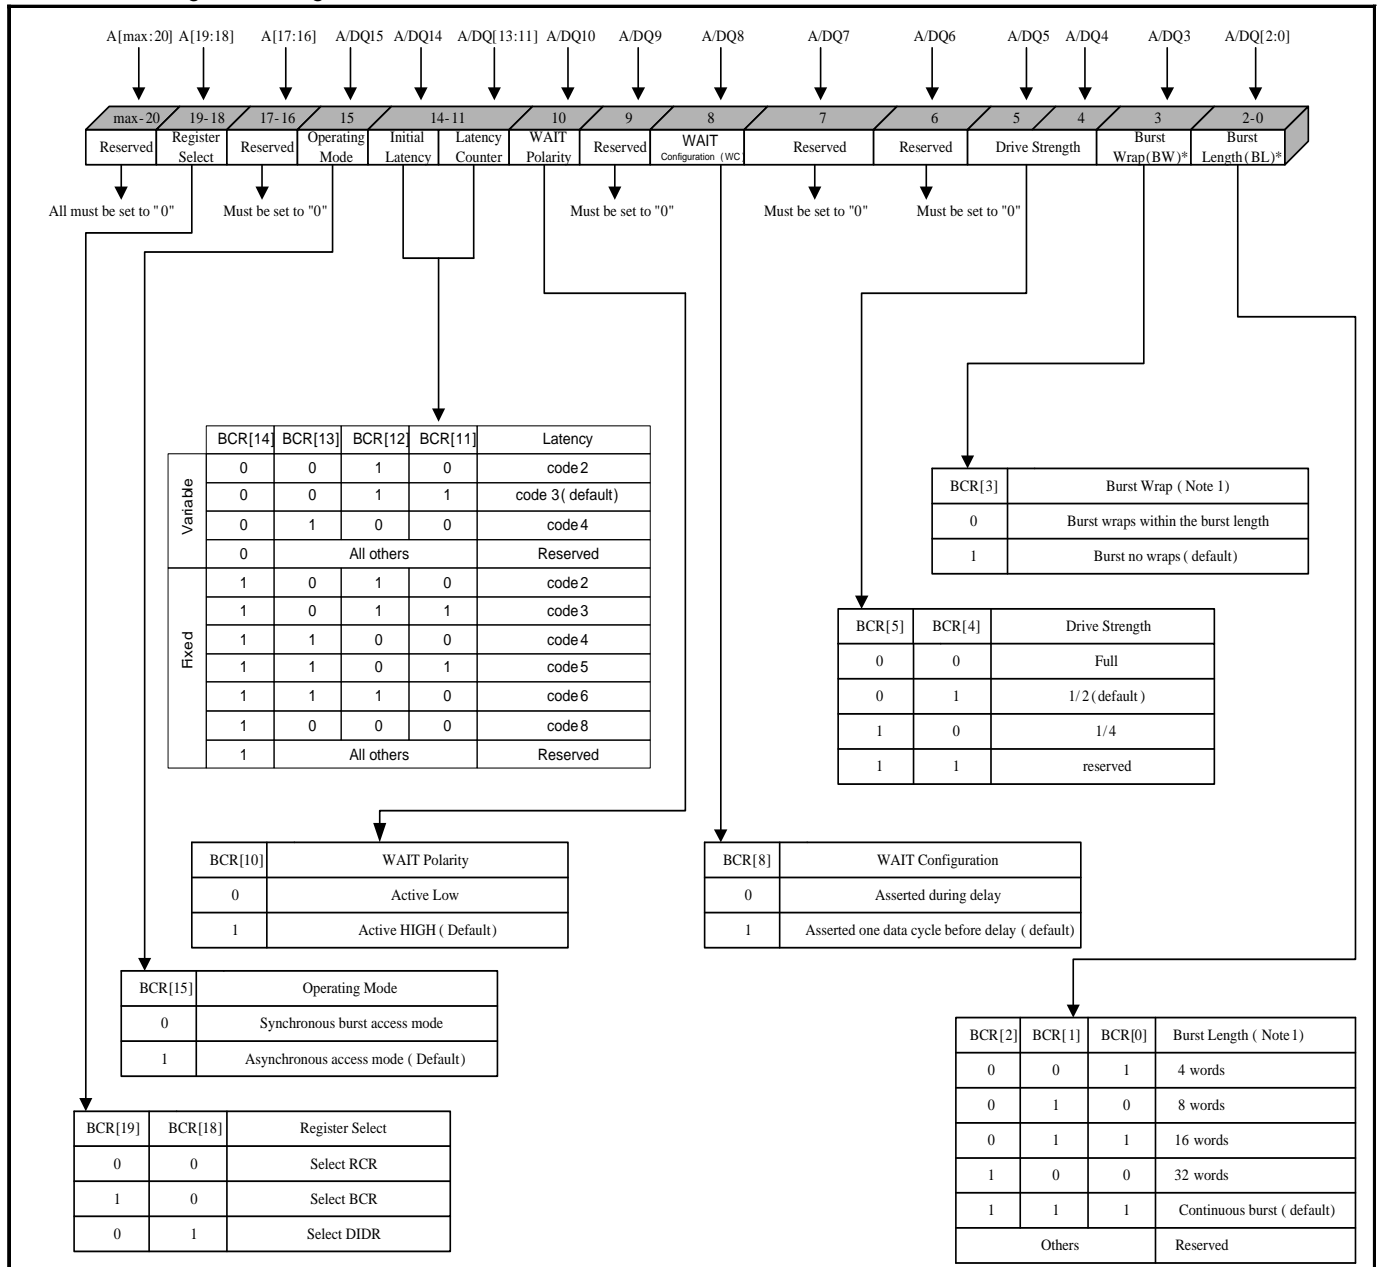 A[max:20] A[19:18] A[17:16] A/DQ15 A/DQ14 A/DQ[13:11] A/DQ10 A/DQ9 A/DQ8 A/DQ7 A/DQ6 A/DQ5 A/DQ4 A/DQ3 A/DQ[2:0]
max-20 19-18 17-16 15 14-11 10 9 8 7 6 5 4 3 2-0
Reserved Register Select Reserved Operating Mode Initial Latency Latency Counter WAIT Polarity Reserved WAIT Configuration (WC Reserved Reserved Drive Strength Burst Wrap(BW)* Burst Length(BL)*
All must be set to "0" Must be set to "0" Must be set to "0" Must be set to "0" Must be set to "0"
BCR[14] BCR[13] BCR[12] BCR[11] Latency
Variable
0 0 1 0 code 2
0 0 1 1 code 3( default)
0 1 0 0 code 4
0 All others Reserved
Fixed
1 0 1 0 code 2
1 0 1 1 code 3
1 1 0 0 code 4
1 1 0 1 code 5
1 1 1 0 code 6
1 0 0 0 code 8
1 All others Reserved
BCR[3] Burst Wrap ( Note 1)
0 Burst wraps within the burst length
1 Burst no wraps ( default)
BCR[5] BCR[4] Drive Strength
0 0 Full
0 1 1/2 (default )
1 0 1/4
1 1 reserved
BCR[10] WAIT Polarity
0 Active Low
1 Active HIGH ( Default)
BCR[8] WAIT Configuration
0 Asserted during delay
1 Asserted one data cycle before delay ( default)
BCR[15] Operating Mode
0 Synchronous burst access mode
1 Asynchronous access mode ( Default)
BCR[2] BCR[1] BCR[0] Burst Length ( Note 1)
0 0 1 4 words
0 1 0 8 words
0 1 1 16 words
1 0 0 32 words
1 1 1 Continuous burst ( default)
Others Reserved
BCR[19] BCR[18] Register Select
0 0 Select RCR
1 0 Select BCR
0 1 Select DIDR